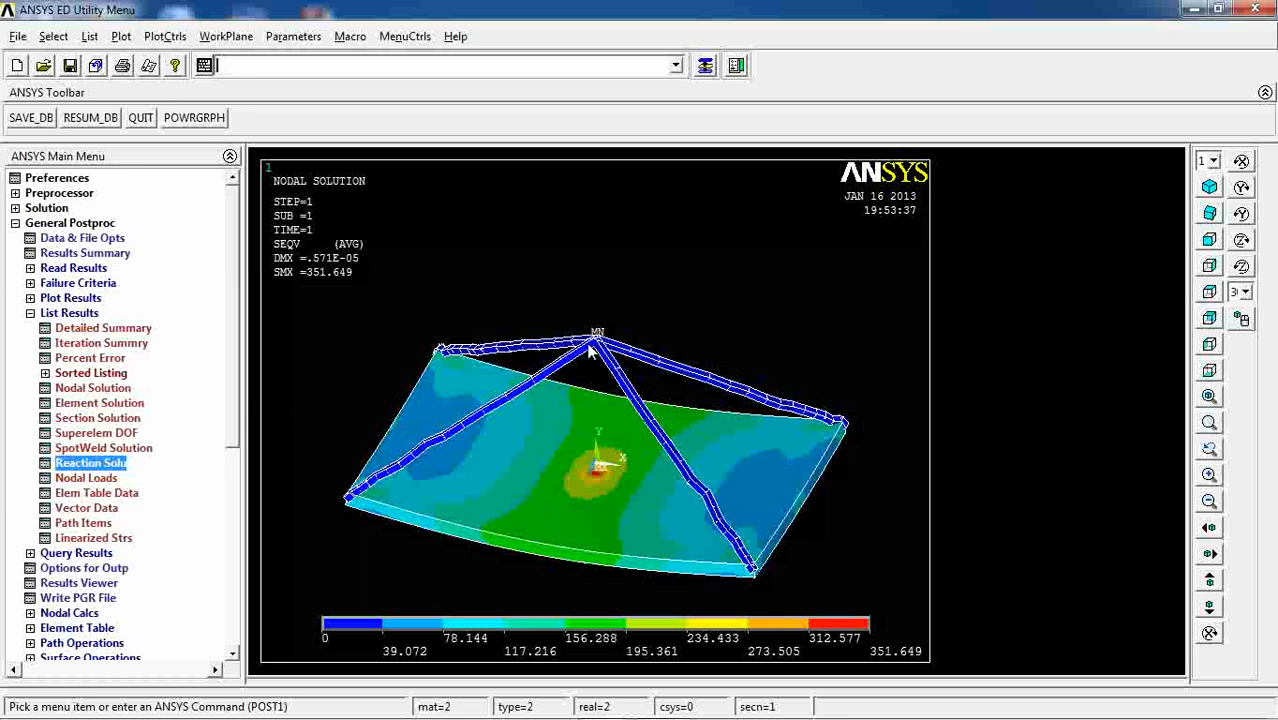 ANSYS ED Utility Menu
File Select List Plot PlotCtrls WorkPlane Parameters Macro MenuCtrls Help
ANSYS Toolbar
SAVE_DB RESUM_DB QUIT POWRGRPH
ANSYS Main Menu
Preferences
Preprocessor
Solution
General Postproc
Data & File Opts
Results Summary
Read Results
Failure Criteria
Plot Results
List Results
Detailed Summary
Iteration Summry
Percent Error
Sorted Listing
Nodal Solution
Element Solution
Section Solution
Superelem DOF
SpotWeld Solution
Reaction Solu
Nodal Loads
Elem Table Data
Vector Data
Path Items
Linearized Strs
Query Results
Options for Outp
Results Viewer
Write PGR File
Nodal Calcs
Element Table
Path Operations
Surface Operations
1
NODAL SOLUTION
STEP=1
SUB =1
TIME=1
SEQV (AVG)
DMX =.571E-05
SMX =351.649
ANSYS
JAN 16 2013
19:53:37
MN
Y
X
0 78.144 156.288 234.433 312.577
39.072 117.216 195.361 273.505 351.649
1
Pick a menu item or enter an ANSYS Command (POST1) mat=2 type=2 real=2 csys=0 secn=1